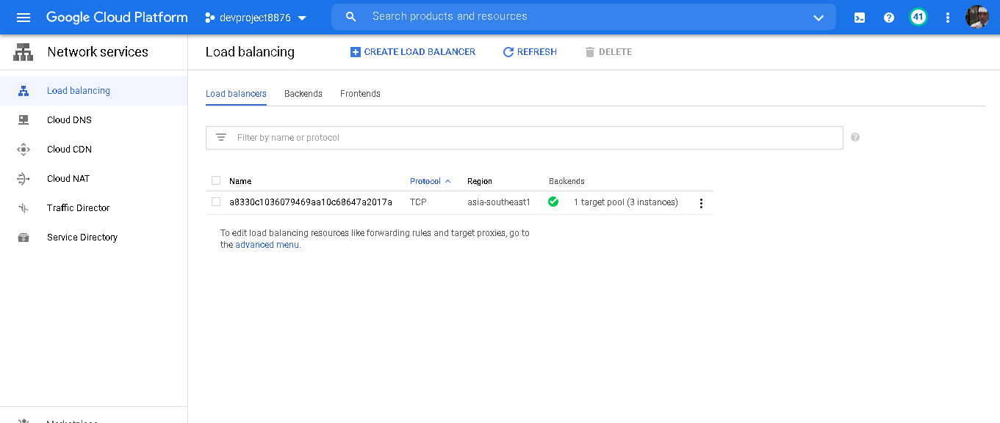 Google Cloud Platform devproject8876 Search products and resources 41
Network services Load balancing CREATE LOAD BALANCER REFRESH DELETE
Load balancing
Cloud DNS
Cloud CDN
Cloud NAT
Traffic Director
Service Directory
Load balancers Backends Frontends
Filter by name or protocol
Name Protocol Region Backends
a8330c1036079469aa10c68647a2017a TCP asia-southeast1 1 target pool (3 instances)
To edit load balancing resources like forwarding rules and target proxies, go to
the advanced menu.